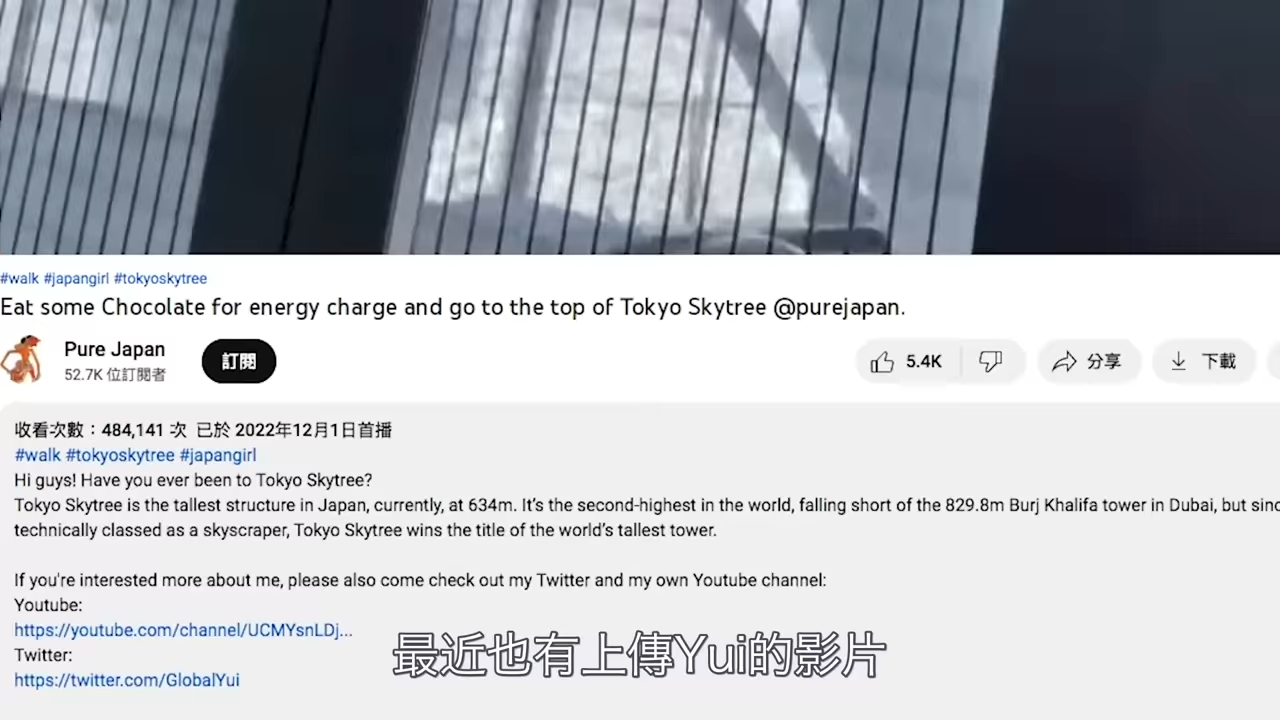 #walk #japangirl #tokyoskytree
Eat some Chocolate for energy charge and go to the top of Tokyo Skytree @purejapan.
Pure Japan
52.7K 位訂閱者
訂閱
5.4K
分享
下載
收看次數：484,141 次 已於 2022年12月1日首播
#walk #tokyoskytree #japangirl
Hi guys! Have you ever been to Tokyo Skytree?
Tokyo Skytree is the tallest structure in Japan, currently, at 634m. It’s the second-highest in the world, falling short of the 829.8m Burj Khalifa tower in Dubai, but sinc
technically classed as a skyscraper, Tokyo Skytree wins the title of the world’s tallest tower.
If you're interested more about me, please also come check out my Twitter and my own Youtube channel:
Youtube:
https://youtube.com/channel/UCMYsnLDj...
Twitter:
https://twitter.com/GlobalYui
最近也有上傳Yui的影片